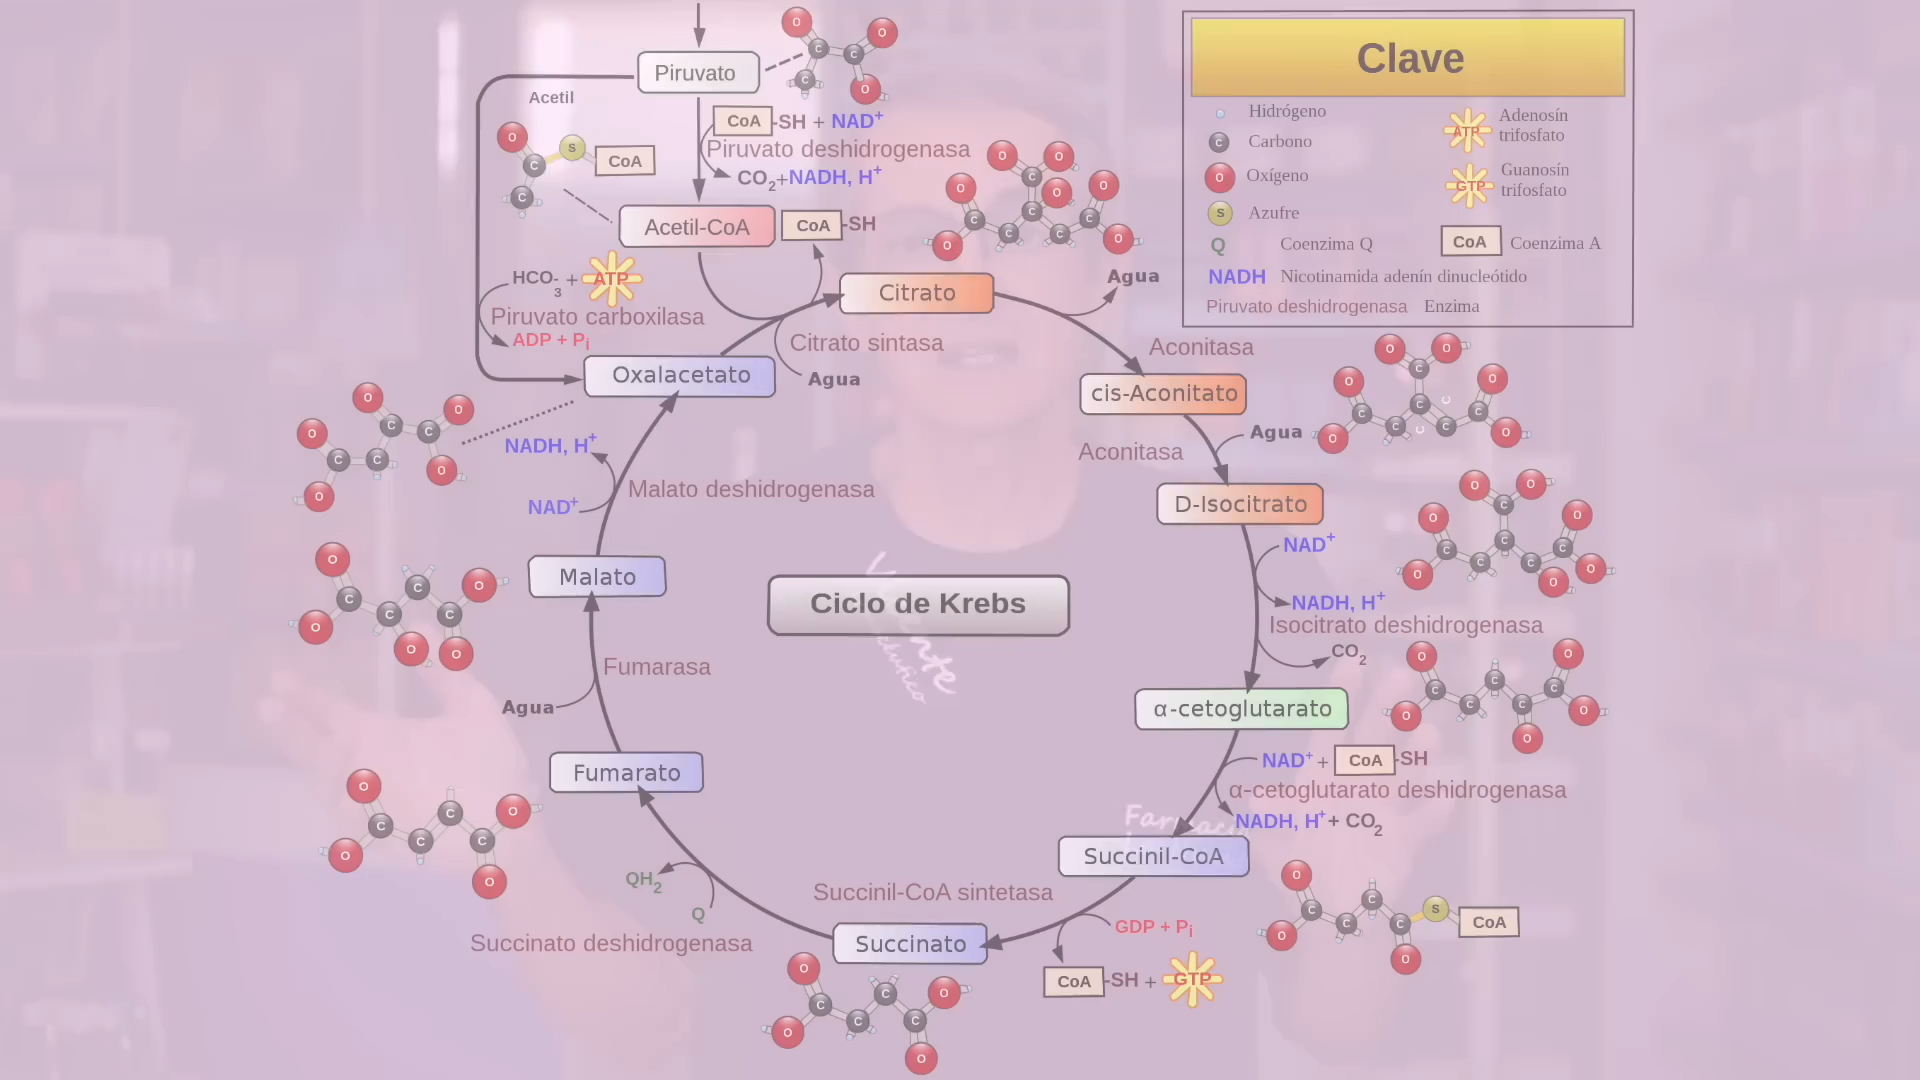 Piruvato
Acetil
CoA-SH + NAD+
Piruvato deshidrogenasa
CO2+NADH, H+
CoA
Acetil-CoA
CoA-SH
HCO-3 + ATP
Piruvato carboxilasa
ADP + Pi
Oxalacetato
Citrato
Citrato sintasa
Agua
Agua
Aconitasa
cis-Aconitato
Aconitasa
Agua
D-Isocitrato
NAD+
NADH, H+
Isocitrato deshidrogenasa
CO2
α-cetoglutarato
NAD+ + CoA-SH
α-cetoglutarato deshidrogenasa
NADH, H+ + CO2
Succinil-CoA
Succinil-CoA sintetasa
GDP + Pi
CoA-SH + GTP
CoA
Succinato
Succinato deshidrogenasa
Q
QH2
Fumarato
Fumarasa
Agua
Malato
Malato deshidrogenasa
NAD+
NADH, H+
Ciclo de Krebs
Clave
Hidrógeno
C Carbono
O Oxígeno
S Azufre
Q Coenzima Q
NADH Nicotinamida adenín dinucleótido
Piruvato deshidrogenasa Enzima
ATP Adenosín
trifosfato
GTP Guanosín
trifosfato
CoA Coenzima A